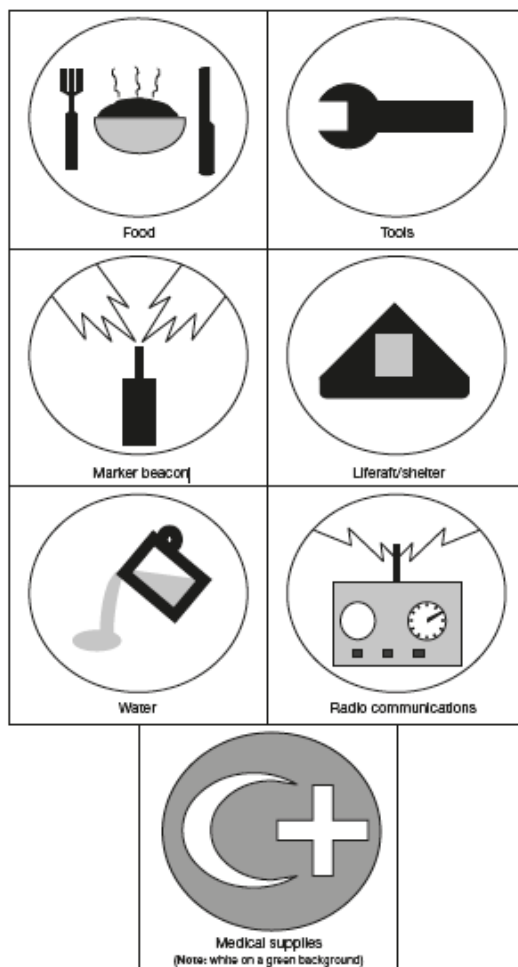 Food
Tools
Marker beacon
Liferaft/shelter
Water
Radio communications
Medical supplies
(Note: white on a green background)